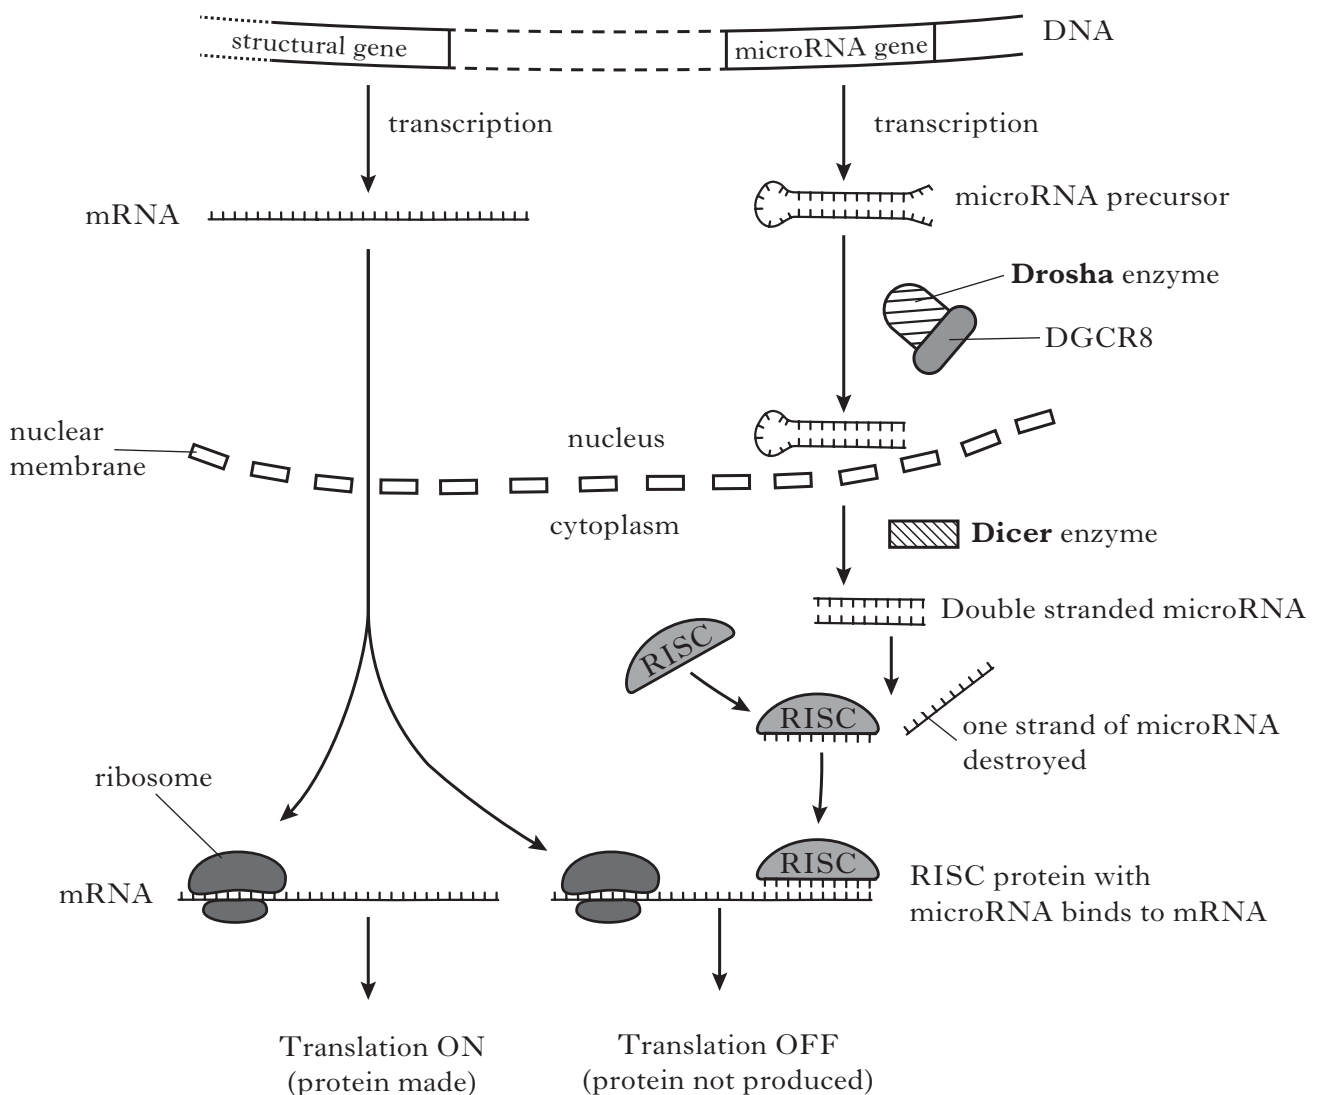 DNA
structural gene
microRNA gene
transcription
transcription
mRNA
microRNA precursor
Drosha enzyme
DGCR8
nuclear
membrane
nucleus
cytoplasm
Dicer enzyme
Double stranded microRNA
RISC
RISC
one strand of microRNA
destroyed
ribosome
RISC
mRNA
RISC protein with
microRNA binds to mRNA
Translation ON
(protein made)
Translation OFF
(protein not produced)